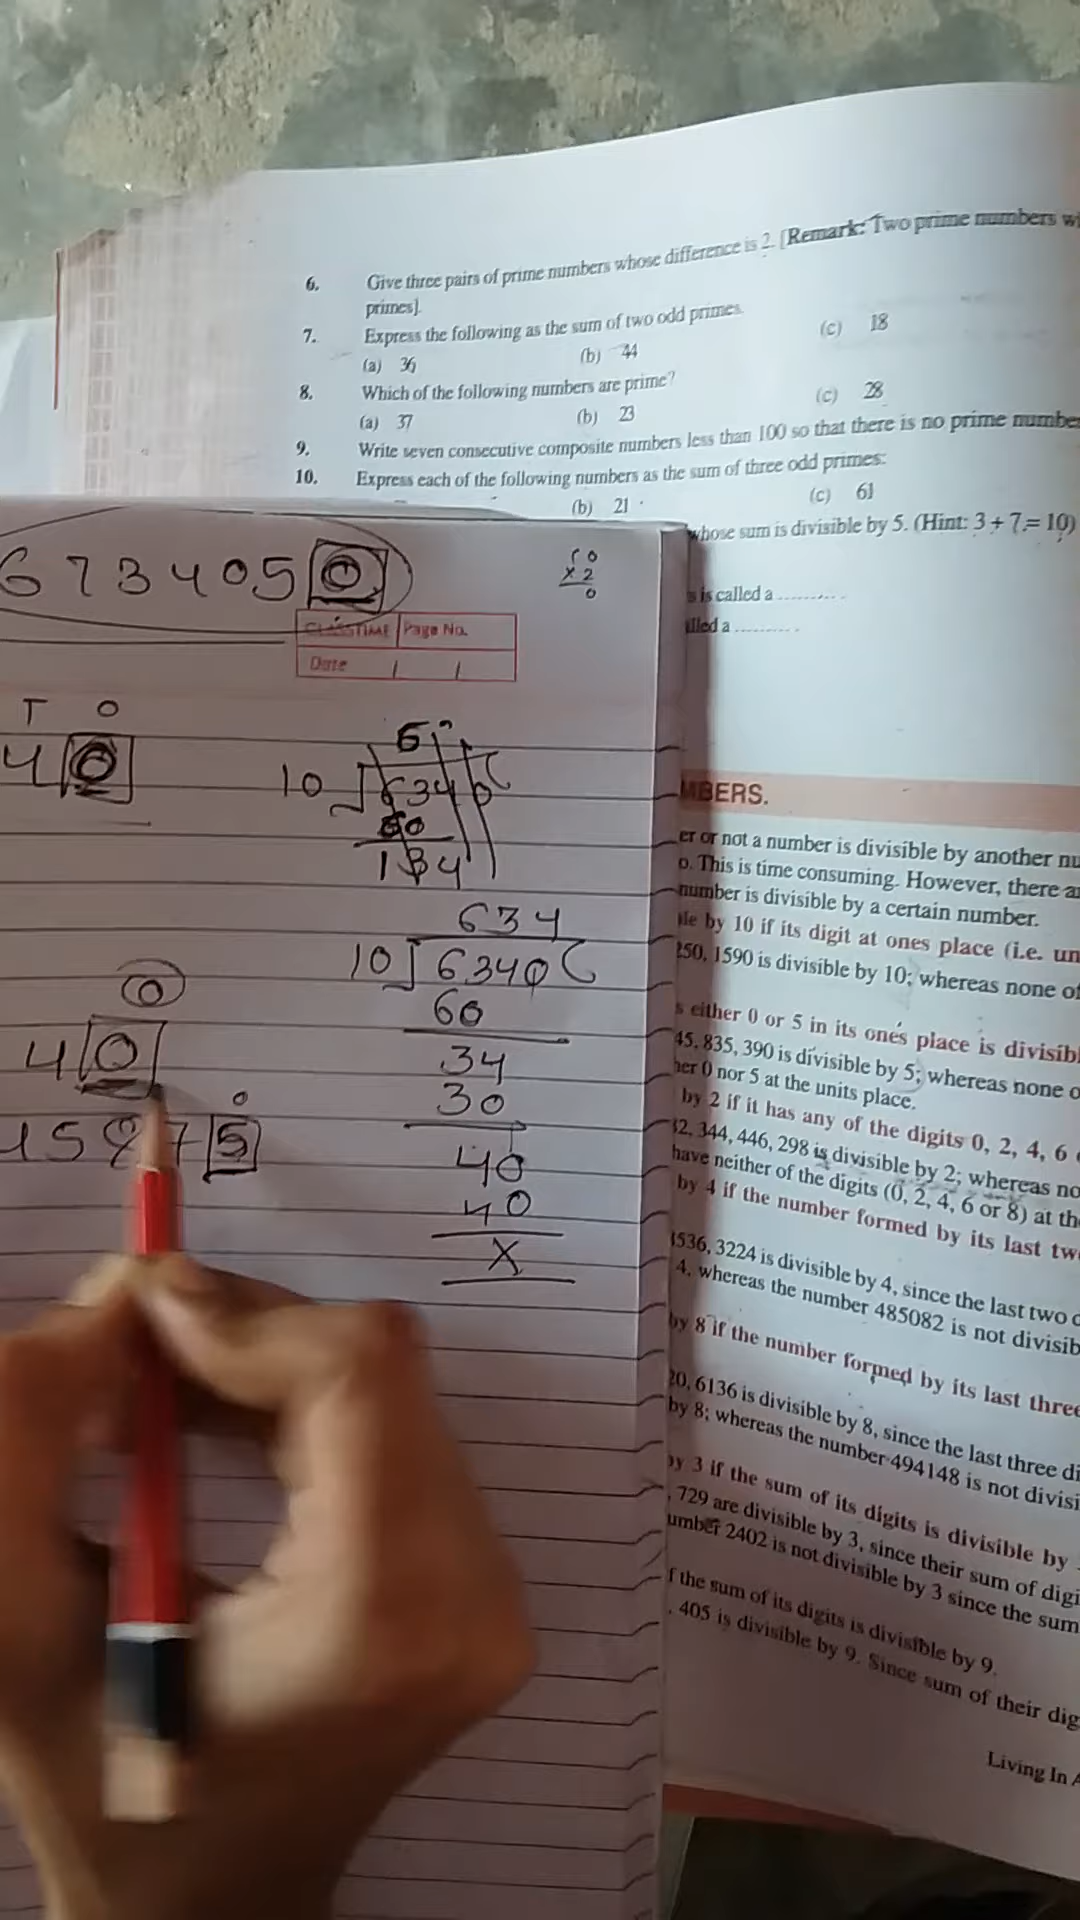 6. Give three pairs of prime numbers whose difference is 2. [Remark: Two prime numbers wi
primes].
7. Express the following as the sum of two odd primes.
(a) 36 (b) 44 (c) 18
8. Which of the following numbers are prime?
(a) 37 (b) 23 (c) 28
9. Write seven consecutive composite numbers less than 100 so that there is no prime number
10. Express each of the following numbers as the sum of three odd primes:
(b) 21 (c) 61
whose sum is divisible by 5. (Hint: 3 + 7 = 10)
s is called a ..........
lled a ..........
MBERS.
er or not a number is divisible by another nu
o. This is time consuming. However, there a
number is divisible by a certain number.
le by 10 if its digit at ones place (i.e. un
250, 1590 is divisible by 10; whereas none of
s either 0 or 5 in its ones place is divisibl
45, 835, 390 is divisible by 5; whereas none o
her 0 nor 5 at the units place.
by 2 if it has any of the digits 0, 2, 4, 6
32, 344, 446, 298 is divisible by 2; whereas no
have neither of the digits (0, 2, 4, 6 or 8) at th
by 4 if the number formed by its last tw
536, 3224 is divisible by 4, since the last two
4, whereas the number 485082 is not divisib
by 8 if the number formed by its last three
20, 6136 is divisible by 8, since the last three di
by 8; whereas the number 494148 is not divisi
by 3 if the sum of its digits is divisible by
, 729 are divisible by 3, since their sum of digi
umber 2402 is not divisible by 3 since the sum
f the sum of its digits is divisible by 9.
, 405 is divisible by 9. Since sum of their dig
Living In A
6734050
×2
0
CLASSTIME Page No.
Date / /
T O
40
10 6340
60
134
634
10 6340
60
34
30
40
40
X
0
40
0
5